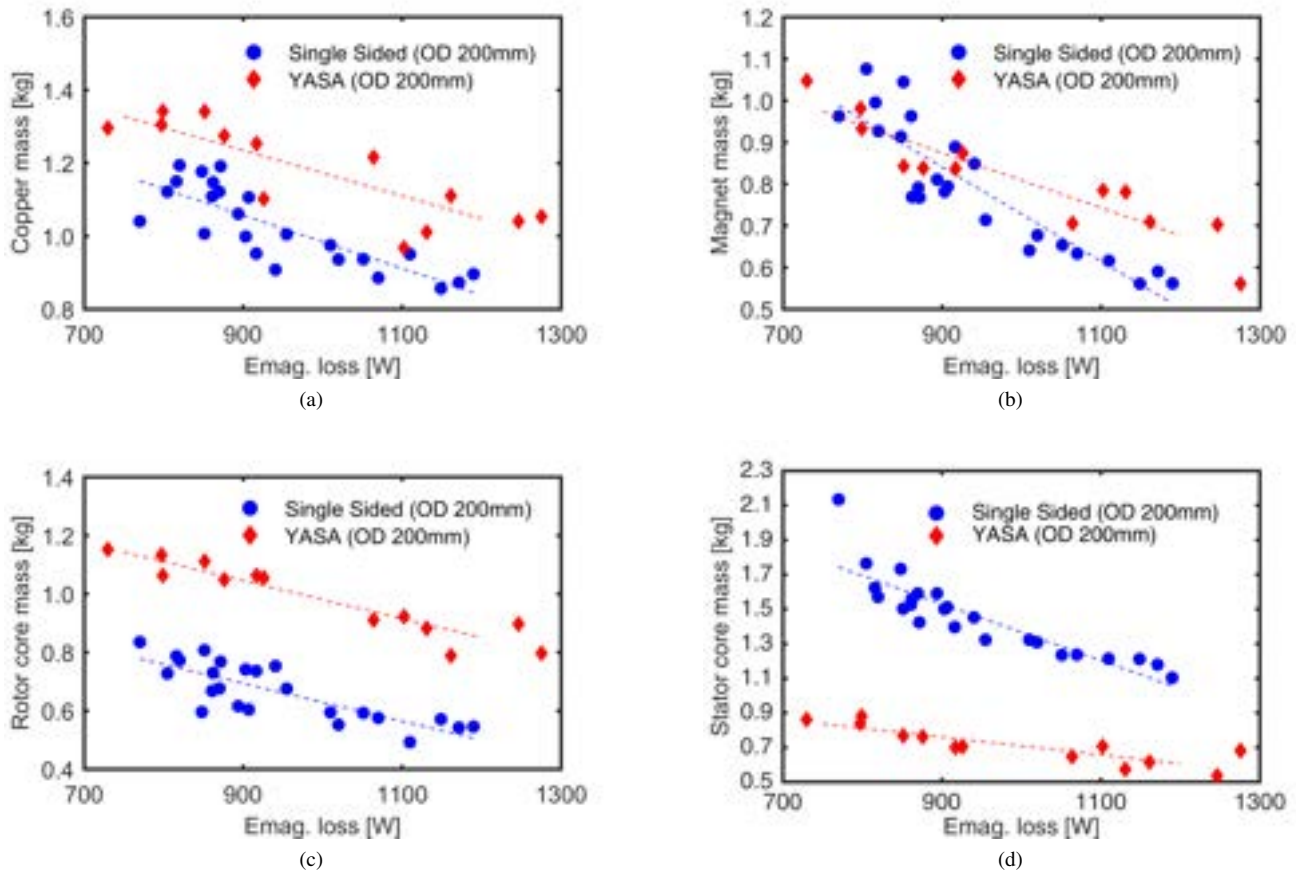 1.6
1.4
1.2
1.0
0.8
Copper mass [kg]
Single Sided (OD 200mm)
YASA (OD 200mm)
700 900 1100 1300
Emag. loss [W]
(a)
1.2
1.1
1.0
0.9
0.8
0.7
0.6
0.5
Magnet mass [kg]
Single Sided (OD 200mm)
YASA (OD 200mm)
700 900 1100 1300
Emag. loss [W]
(b)
1.4
1.2
1.0
0.8
0.6
0.4
Rotor core mass [kg]
Single Sided (OD 200mm)
YASA (OD 200mm)
700 900 1100 1300
Emag. loss [W]
(c)
2.3
2.1
1.9
1.7
1.5
1.3
1.1
0.9
0.7
0.5
Stator core mass [kg]
Single Sided (OD 200mm)
YASA (OD 200mm)
700 900 1100 1300
Emag. loss [W]
(d)